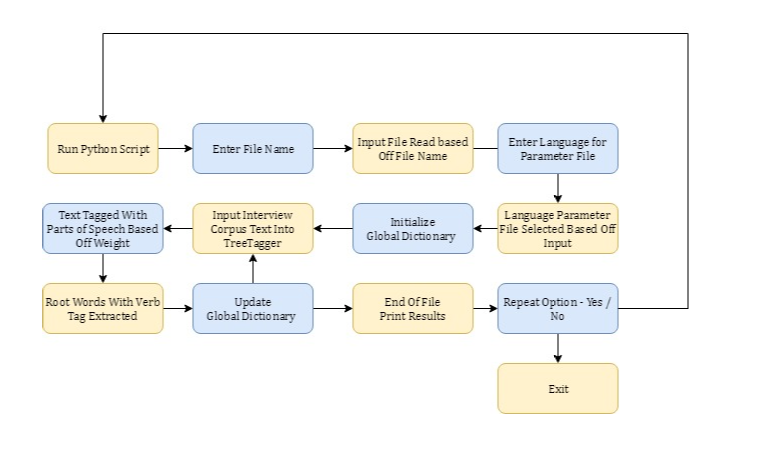 Run Python Script
Enter File Name
Input File Read based
Off File Name
Enter Language for
Parameter File
Language Parameter
File Selected Based Off
Input
Initialize
Global Dictionary
Input Interview
Corpus Text Into
TreeTagger
Text Tagged With
Parts of Speech Based
Off Weight
Root Words With Verb
Tag Extracted
Update
Global Dictionary
End Of File
Print Results
Repeat Option - Yes /
No
Exit